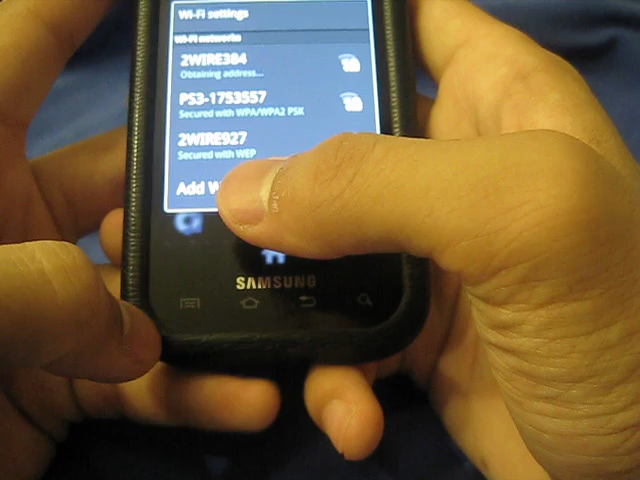 Wi-Fi settings
Wi-Fi networks
2WIRE384
Obtaining address...
PS3-1753557
Secured with WPA/WPA2 PSK
2WIRE927
Secured with WEP
Add W
SAMSUNG